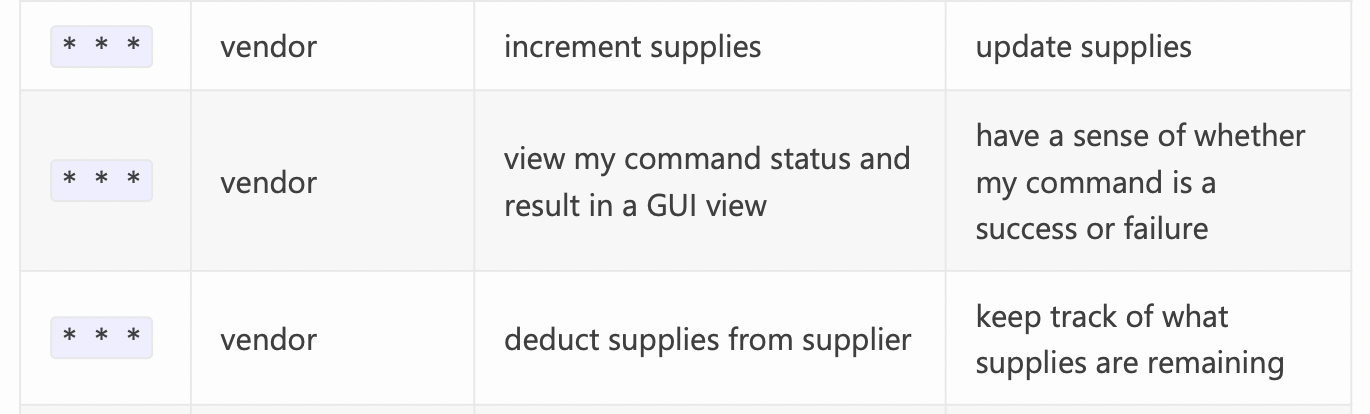 * * * vendor increment supplies update supplies
* * * vendor view my command status and result in a GUI view have a sense of whether my command is a success or failure
* * * vendor deduct supplies from supplier keep track of what supplies are remaining